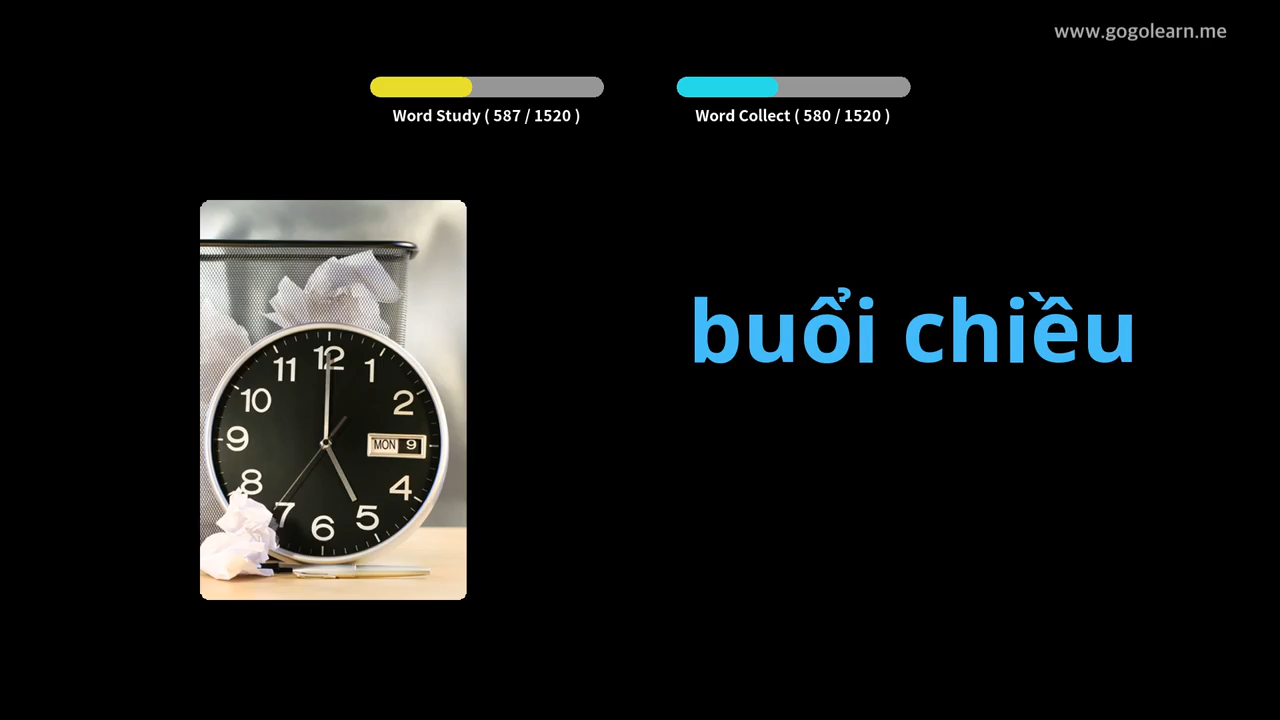 www.gogolearn.me
Word Study ( 587 / 1520 )
Word Collect ( 580 / 1520 )
buổi chiều
12
11
1
10
2
9
MON 9
8
4
7
5
6